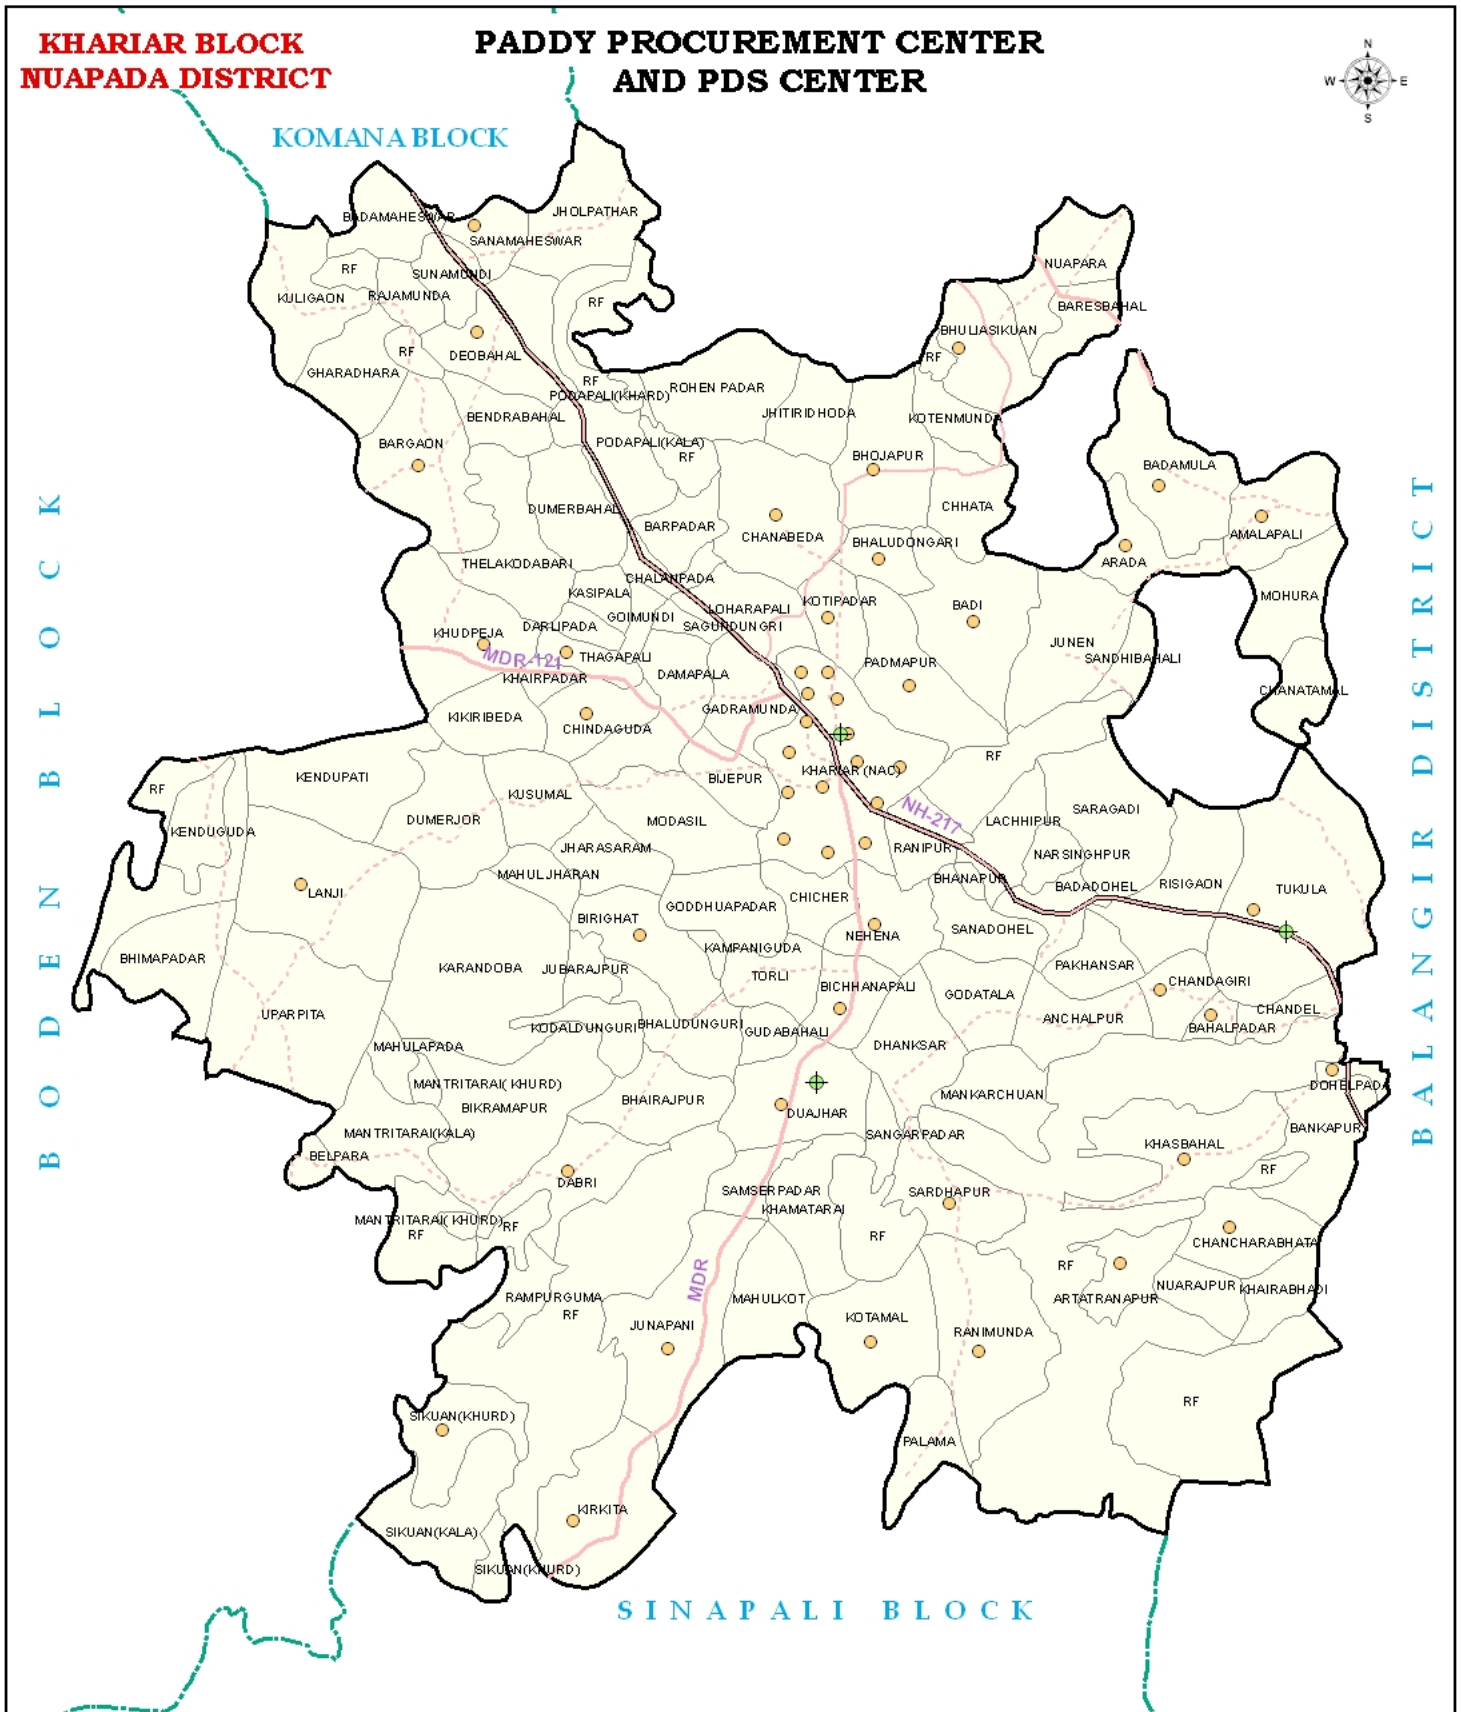 KHARIAR BLOCK
NUAPADA DISTRICT
PADDY PROCUREMENT CENTER
AND PDS CENTER
N
W E
S
KOMANA BLOCK
BADAMAHESWAR
JHOLPATHAR
SANAMAHESWAR
RF
SUNAMUNDI
KULIGAON
RAJAMUNDA
RF
NUAPARA
BARESBAHAL
BHULIASIKUAN
RF
RF
DEOBAHAL
GHARADHARA
RF
PODAPALI(KHARD)
ROHEN PADAR
JHITIRIDHODA
KOTENMUNDA
BENDRABAHAL
BARGAON
PODAPALI(KALA)
RF
BHOJAPUR
BADAMULA
DUMERBAHAL
BARPADAR
CHANABEDA
CHHATA
BHALUDONGARI
AMALAPALI
ARADA
THELAKODABARI
CHALANPADA
KASIPALA
MOHURA
GOIMUNDI
LOHARAPALI
KOTIPADAR
BADI
KHUDPEJA
DARLIPADA
SAGUNDUNGRI
JUNEN
SANDHIBAHALI
MDR-121
THAGAPALI
PADMAPUR
KHAIRPADAR
DAMAPALA
CHANATAMAL
KIKIRIBEDA
CHINDAGUDA
GADRAMUNDA
RF
KENDUPATI
BIJEPUR
KHARIAR (NAC)
RF
KUSUMAL
NH-217
KENDUGUDA
DUMERJOR
MODASIL
LACHHIPUR
SARAGADI
JHARASARAM
RANIPUR
NARSINGHPUR
MAHULJHARAN
BHANAPUR
BADADOHEL
RISIGAON
TUKULA
LANJI
CHICHER
GODDHUAPADAR
BIRIGHAT
NEHENA
SANADOHEL
BHIMAPADAR
KAMPANIGUDA
KARANDOBA
JUBARAJPUR
TORLI
PAKHANSAR
BICHHANAPALI
CHANDAGIRI
GODATALA
UPARPITA
KODALDUNGURI
BHALUDUNGURI
GUDABAHALI
ANCHALPUR
CHANDEL
BAHALPADAR
MAHULAPADA
DHANKSAR
MANTRITARAI( KHURD)
DOHELPADA
BIKRAMAPUR
BHAIRAJPUR
DUAJHAR
MANKARCHUAN
MANTRITARAI(KALA)
SANGARPADAR
BANKAPUR
KHASBAHAL
BELPARA
RF
DABRI
SAMSERPADAR
SARDHAPUR
KHAMATARAI
MANTRITARAI( KHURD)
RF
RF
RF
CHANCHARABHATA
RF
MDR
RAMPURGUMA
RF
MAHULKOT
ARTATRANAPUR
NUARAJPUR
KHAIRABHADI
JUNAPANI
KOTAMAL
RANIMUNDA
RF
SIKUAN(KHURD)
PALAMA
KIRKITA
SIKUAN(KALA)
SIKUAN(KHURD)
SINAPALI BLOCK
BODEN BLOCK
BALANGIR DISTRICT